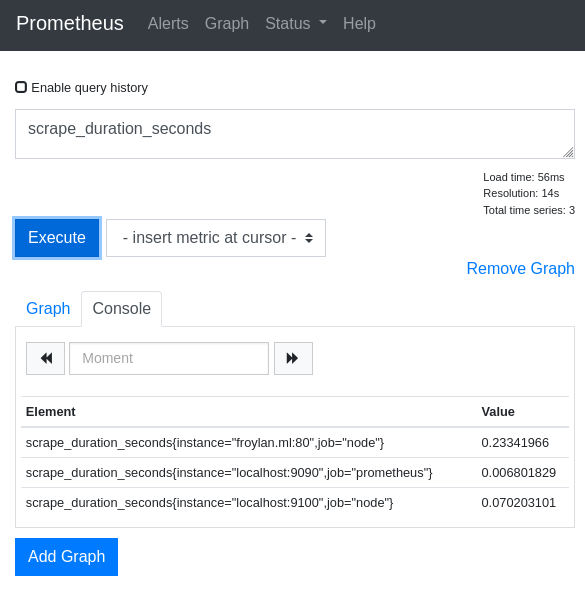 Prometheus Alerts Graph Status Help
Enable query history
scrape_duration_seconds
Load time: 56ms
Resolution: 14s
Total time series: 3
Execute - insert metric at cursor -
Remove Graph
Graph Console
Moment
Element Value
scrape_duration_seconds{instance="froylan.ml:80",job="node"} 0.23341966
scrape_duration_seconds{instance="localhost:9090",job="prometheus"} 0.006801829
scrape_duration_seconds{instance="localhost:9100",job="node"} 0.070203101
Add Graph